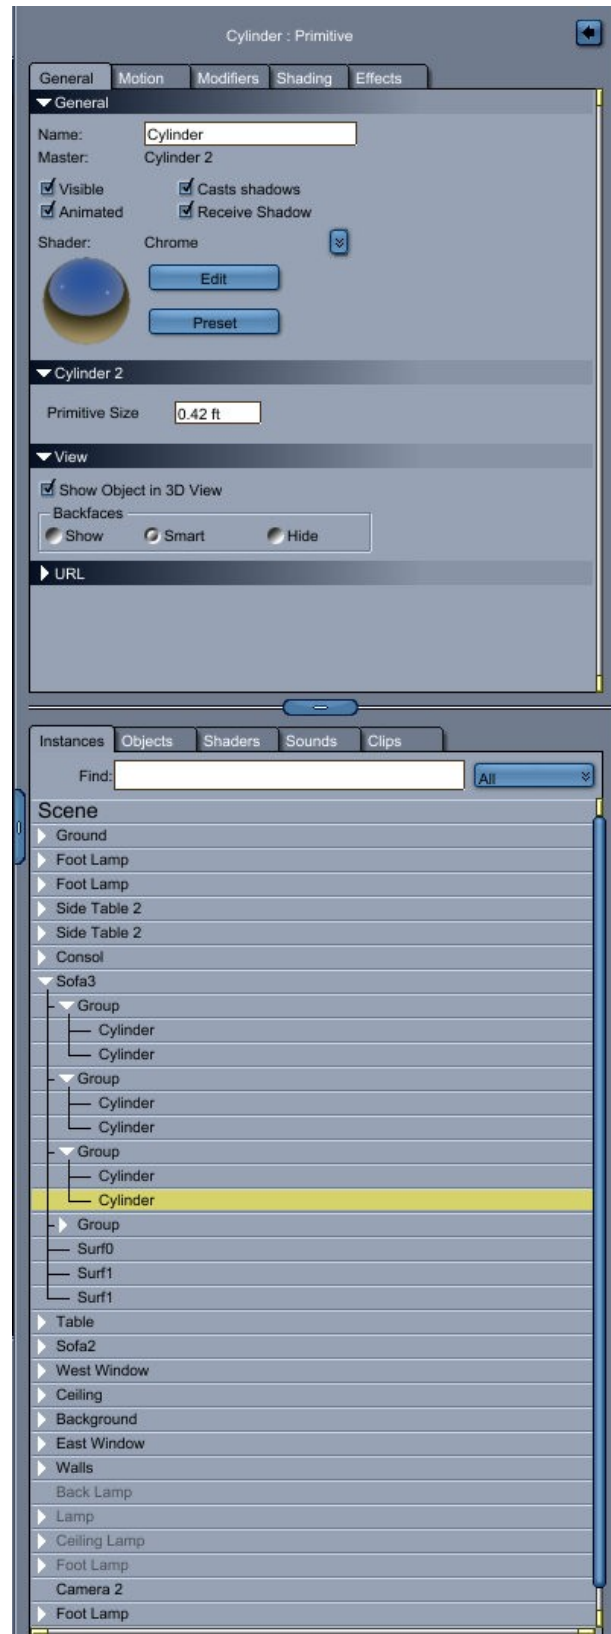 Cylinder : Primitive
General Motion Modifiers Shading Effects
General
Name: Cylinder
Master: Cylinder 2
Visible Casts shadows
Animated Receive Shadow
Shader: Chrome
Edit
Preset
Cylinder 2
Primitive Size 0.42 ft
View
Show Object in 3D View
Backfaces
Show Smart Hide
URL
Instances Objects Shaders Sounds Clips
Find: All
Scene
Ground
Foot Lamp
Foot Lamp
Side Table 2
Side Table 2
Consol
Sofa3
Group
Cylinder
Cylinder
Group
Cylinder
Cylinder
Group
Cylinder
Cylinder
Group
Surf0
Surf1
Surf1
Table
Sofa2
West Window
Ceiling
Background
East Window
Walls
Back Lamp
Lamp
Ceiling Lamp
Foot Lamp
Camera 2
Foot Lamp